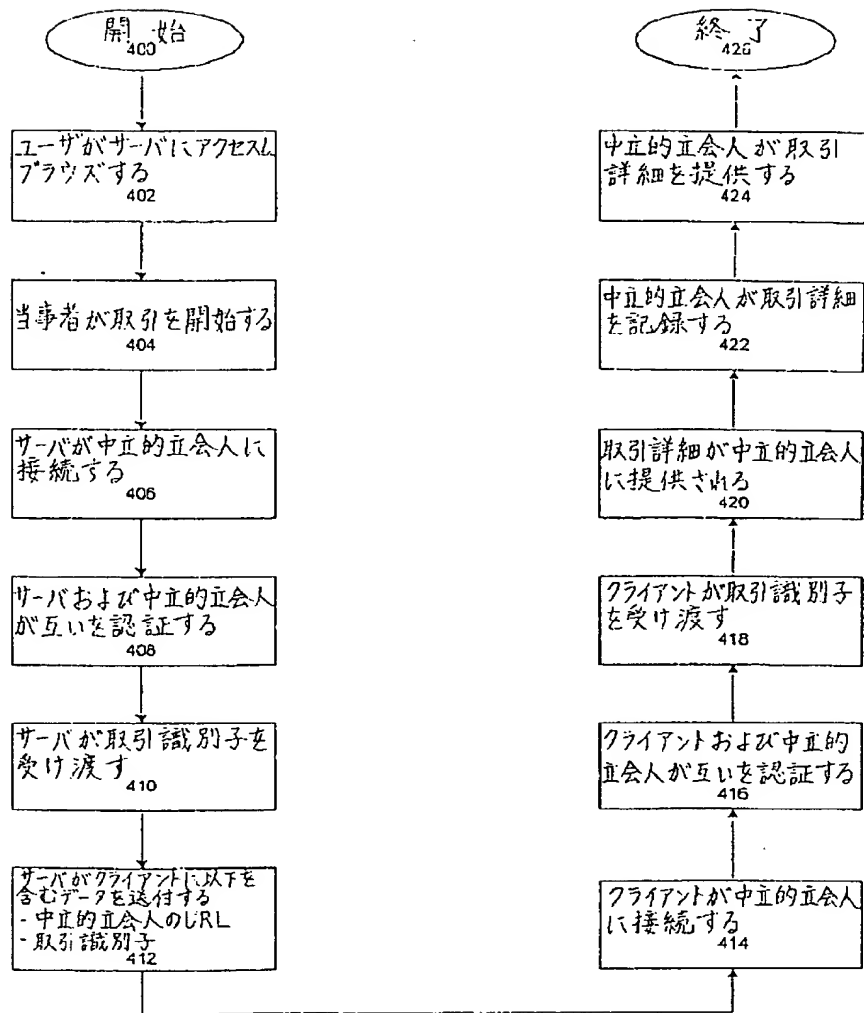 開始
400
ユーザがサーバにアクセスし
ブラウズする
402
当事者が取引を開始する
404
サーバが中立的立会人に
接続する
406
サーバおよび中立的立会人
が互いを認証する
408
サーバが取引識別子を
受け渡す
410
サーバがクライアントに以下を
含むデータを送付する
- 中立的立会人のURL
- 取引識別子
412
クライアントが中立的立会人
に接続する
414
クライアントおよび中立的
立会人が互いを認証する
416
クライアントが取引識別子
を受け渡す
418
取引詳細が中立的立会人
に提供される
420
中立的立会人が取引詳細
を記録する
422
中立的立会人が取引
詳細を提供する
424
終了
426